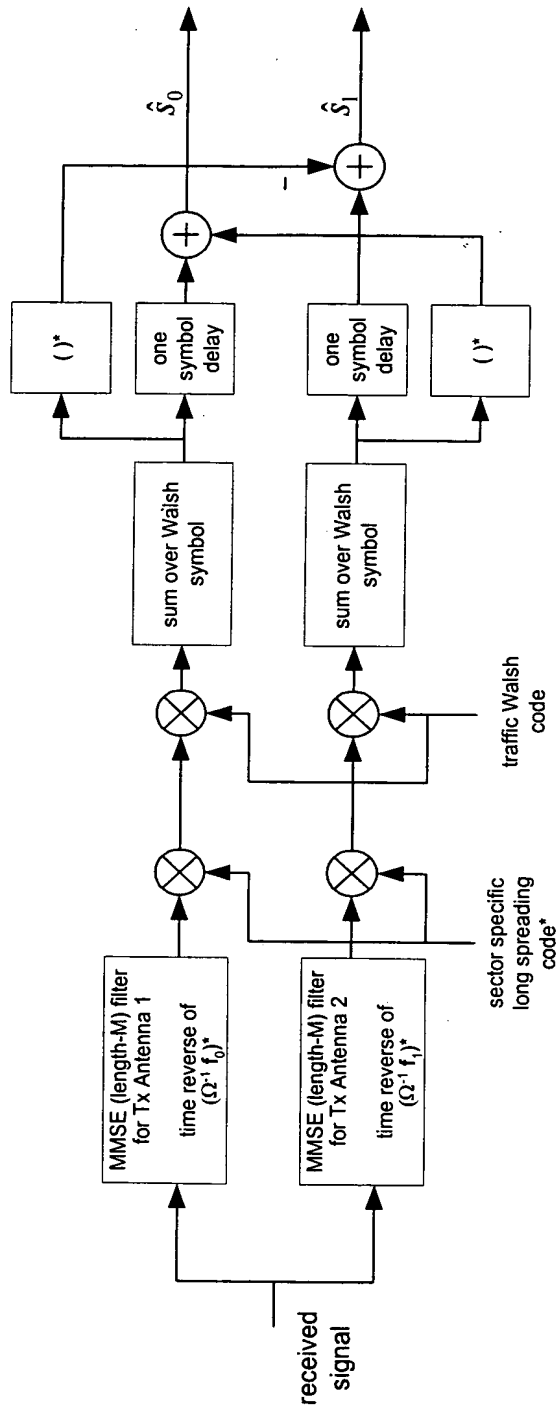 received
signal
MMSE (length-M) filter
for Tx Antenna 1
time reverse of
(Ω⁻¹ f₀)*
MMSE (length-M) filter
for Tx Antenna 2
time reverse of
(Ω⁻¹ f₁)*
sector specific
long spreading
code*
traffic Walsh
code
sum over Walsh
symbol
sum over Walsh
symbol
( )*
one
symbol
delay
one
symbol
delay
( )*
+
−
+
ŝ₀
ŝ₁